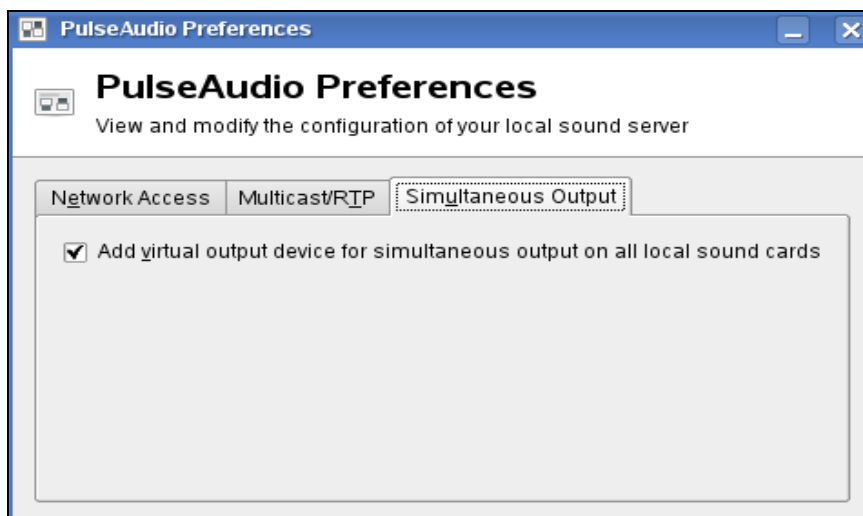 PulseAudio Preferences
PulseAudio Preferences
View and modify the configuration of your local sound server
Network Access
Multicast/RTP
Simultaneous Output
Add virtual output device for simultaneous output on all local sound cards